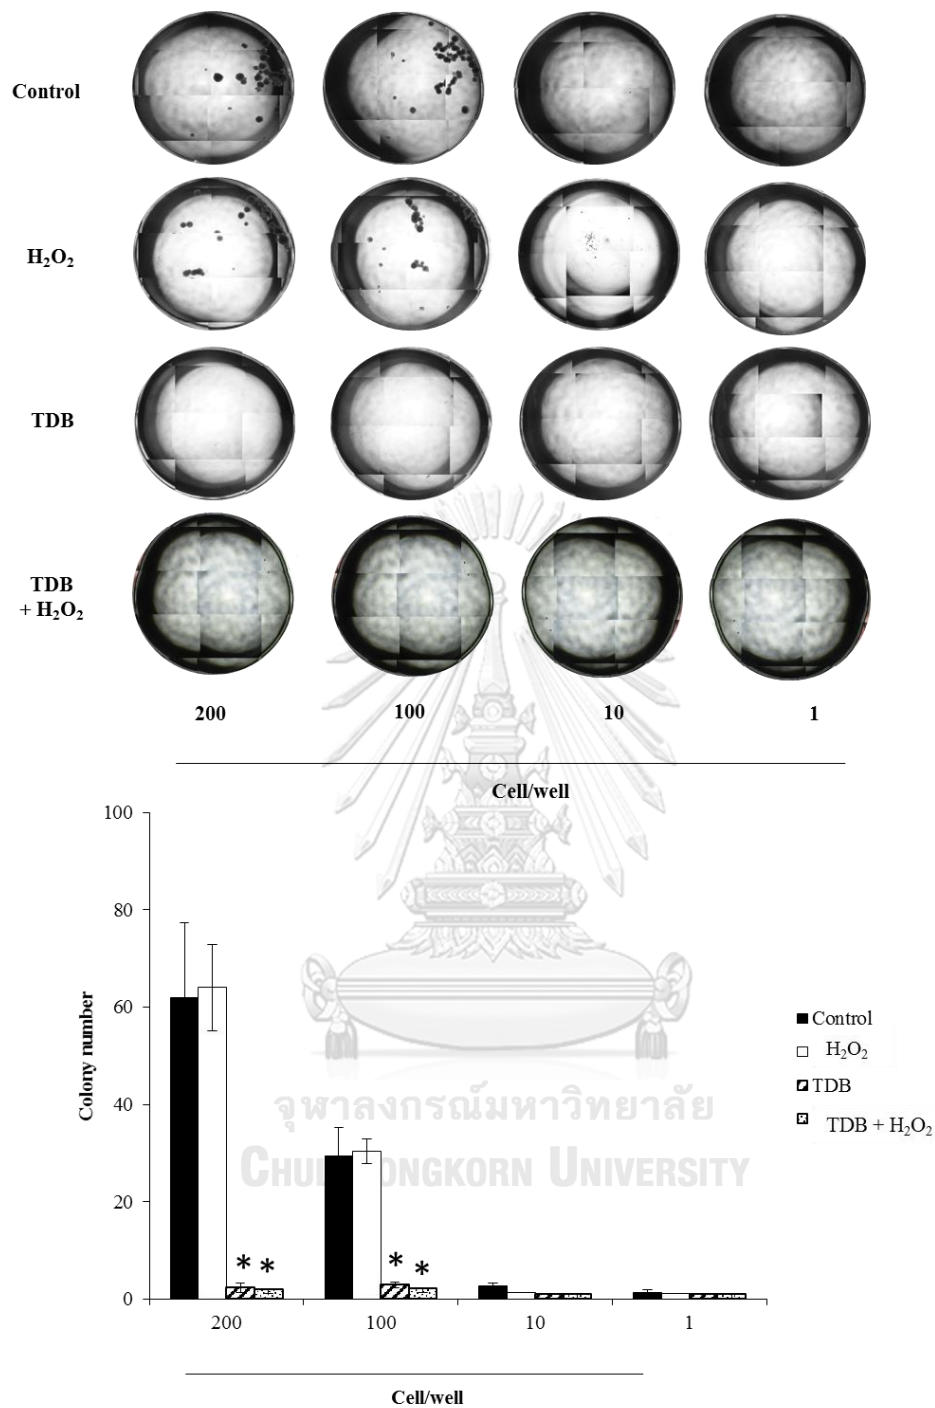 Control
H₂O₂
TDB
TDB
+ H₂O₂
200 100 10 1
Cell/well
100
80
60
40
20
0
Colony number
* * * *
200 100 10 1
Cell/well
Control
H₂O₂
TDB
TDB + H₂O₂
จุฬาลงกรณ์มหาวิทยาลัย
CHULALONGKORN UNIVERSITY